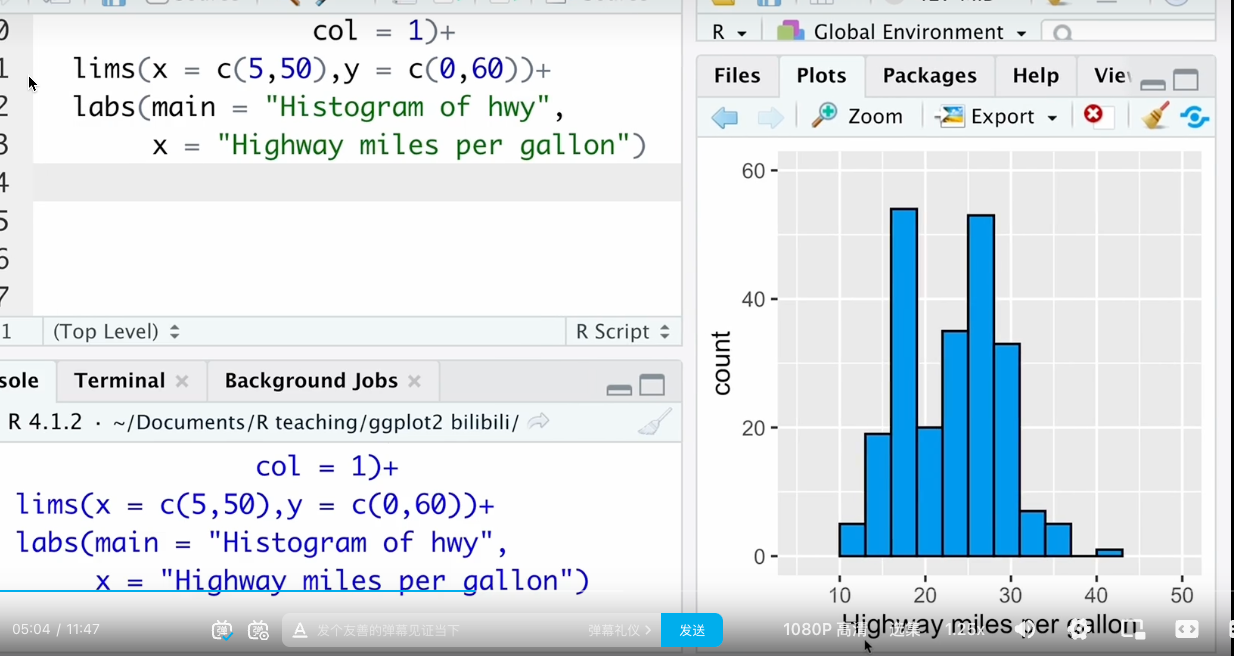 0 col = 1)+
1 lims(x = c(5,50),y = c(0,60))+
2 labs(main = "Histogram of hwy",
3 x = "Highway miles per gallon")
4
5
6
7
1 (Top Level) R Script
sole Terminal Background Jobs
R 4.1.2 · ~/Documents/R teaching/ggplot2 bilibili/
col = 1)+
lims(x = c(5,50),y = c(0,60))+
labs(main = "Histogram of hwy",
x = "Highway miles per gallon")
R Global Environment
Files Plots Packages Help
Zoom Export
60
40
20
0
count
10 20 30 40 50
Highway miles per gallon
05:04 / 11:47 弹 弹 A 发个友善的弹幕见证当下 弹幕礼仪 发送 1080P 高清 选集 1.25x